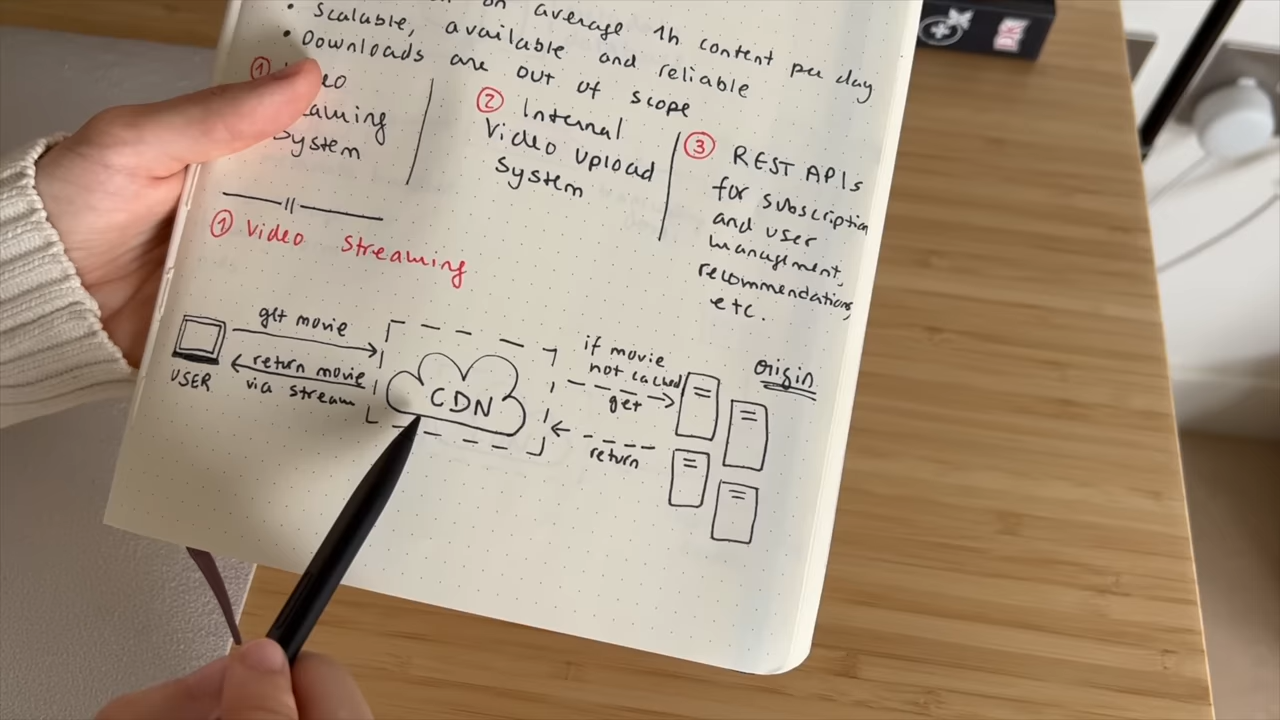 on average 1h content per day
• Scalable, available and reliable
• Downloads are out of scope
①
System
② Internal
Video upload
System
③ REST APIs
for subscription
and user
management,
recommendations,
etc.
① Video Streaming
get movie
return movie
via stream
USER
CDN
if movie
not cached
get
return
origin
DK